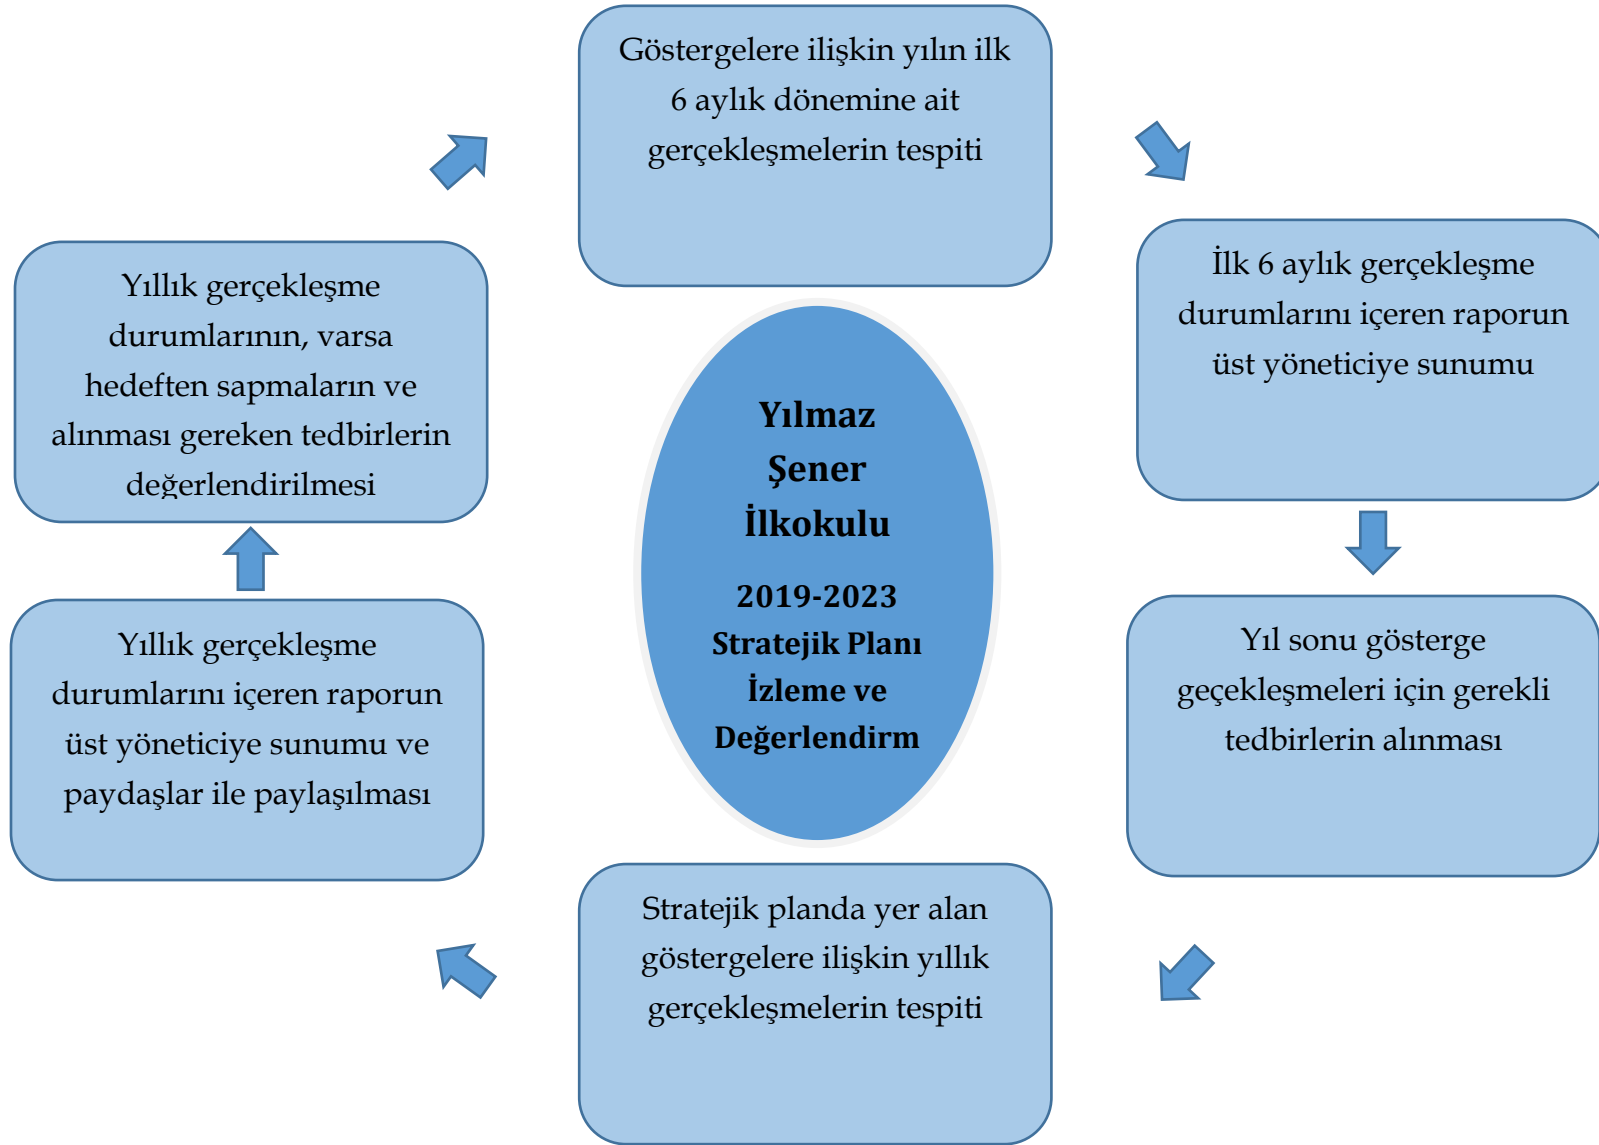 Göstergelere ilişkin yılın ilk
6 aylık dönemine ait
gerçekleşmelerin tespiti
İlk 6 aylık gerçekleşme
durumlarını içeren raporun
üst yöneticiye sunumu
Yıl sonu gösterge
geçekleşmeleri için gerekli
tedbirlerin alınması
Stratejik planda yer alan
göstergelere ilişkin yıllık
gerçekleşmelerin tespiti
Yıllık gerçekleşme
durumlarını içeren raporun
üst yöneticiye sunumu ve
paydaşlar ile paylaşılması
Yıllık gerçekleşme
durumlarının, varsa
hedeften sapmaların ve
alınması gereken tedbirlerin
değerlendirilmesi
Yılmaz
Şener
İlkokulu
2019-2023
Stratejik Planı
İzleme ve
Değerlendirm